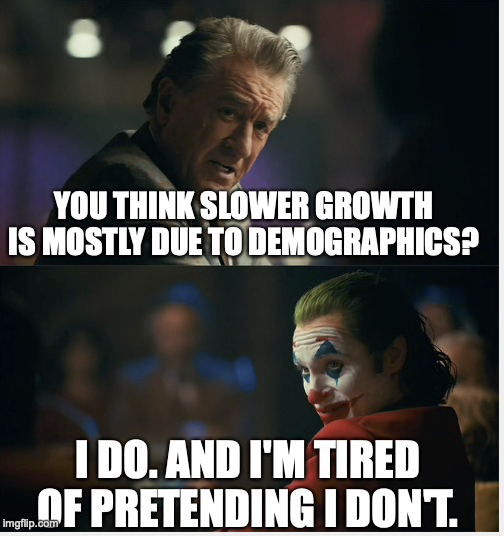 YOU THINK SLOWER GROWTH
IS MOSTLY DUE TO DEMOGRAPHICS?
I DO. AND I'M TIRED
OF PRETENDING I DON'T.
imgflip.com